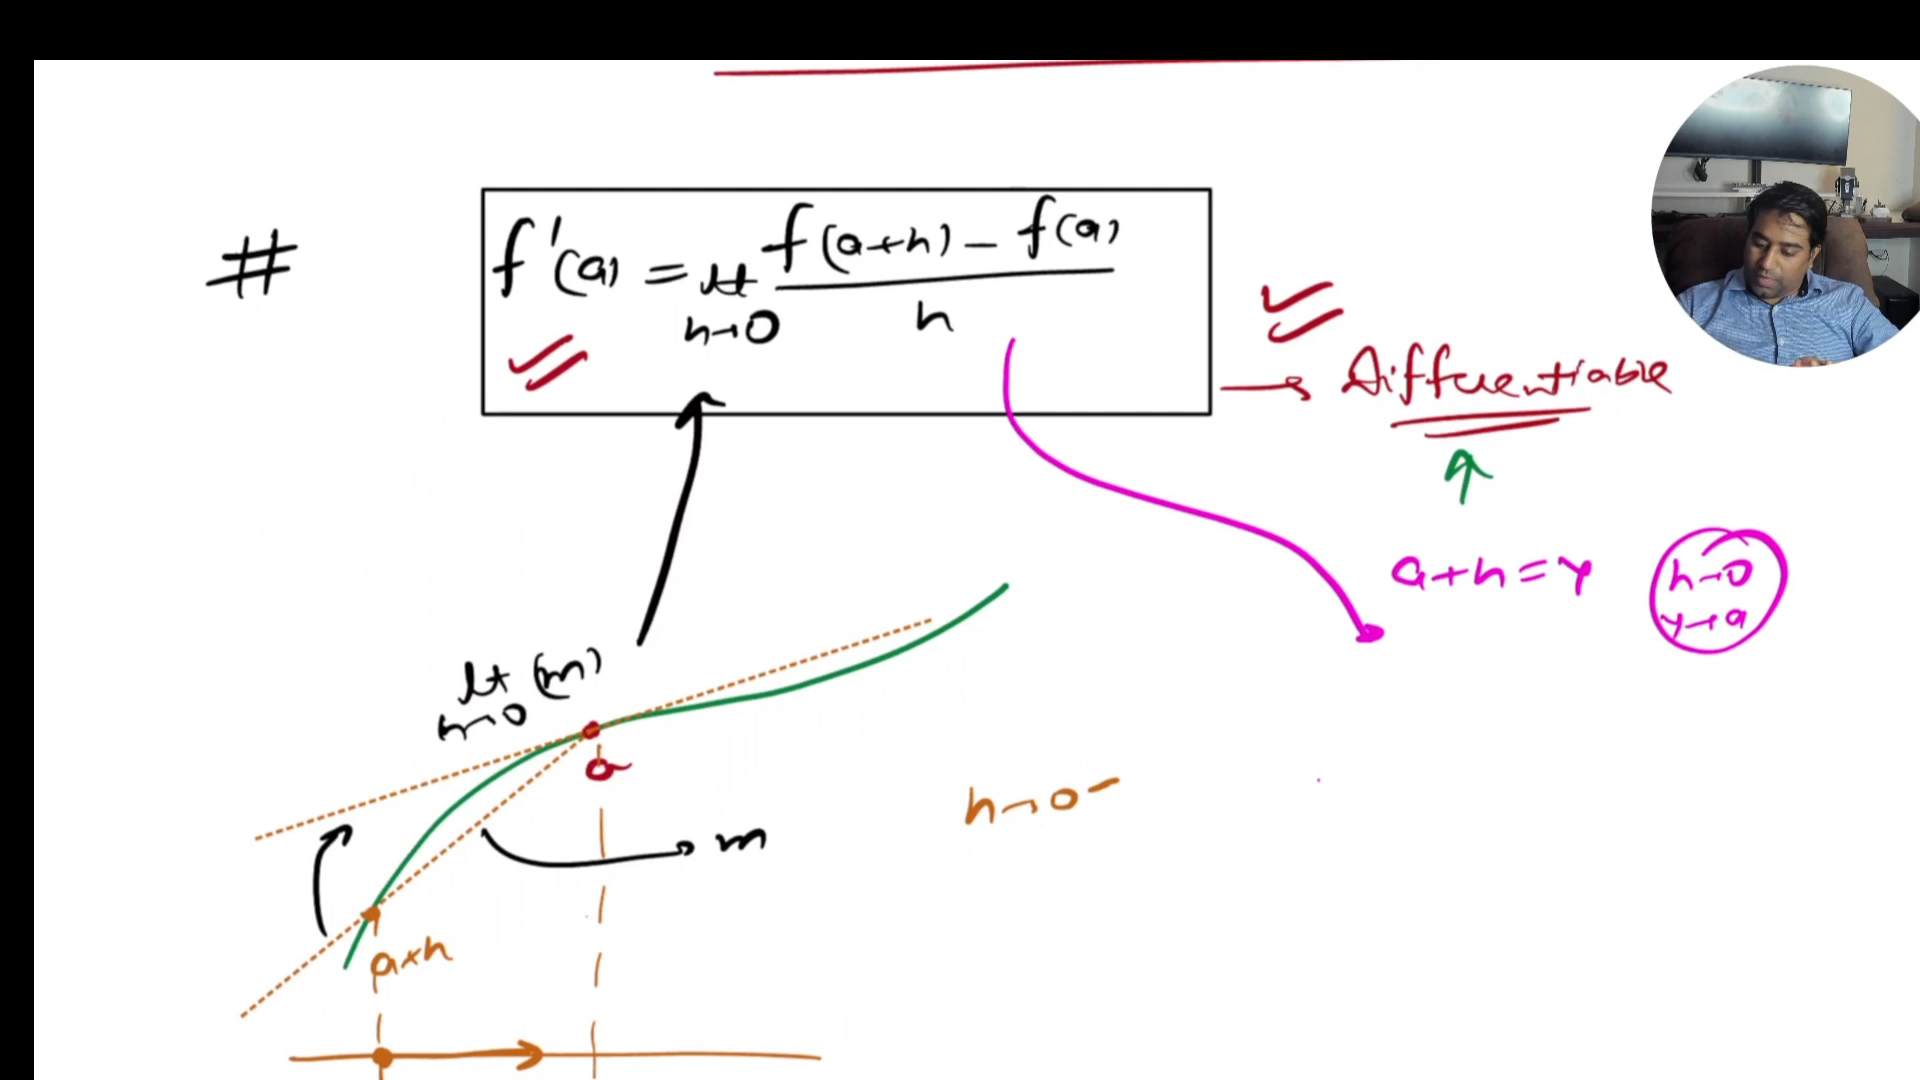 #
f'(a) = lt f(a+h) - f(a)
h→0 h
→ Differentiable
a+h=y
h→0
y→a
lt (m)
h→0
a
h→0-
m
a+h